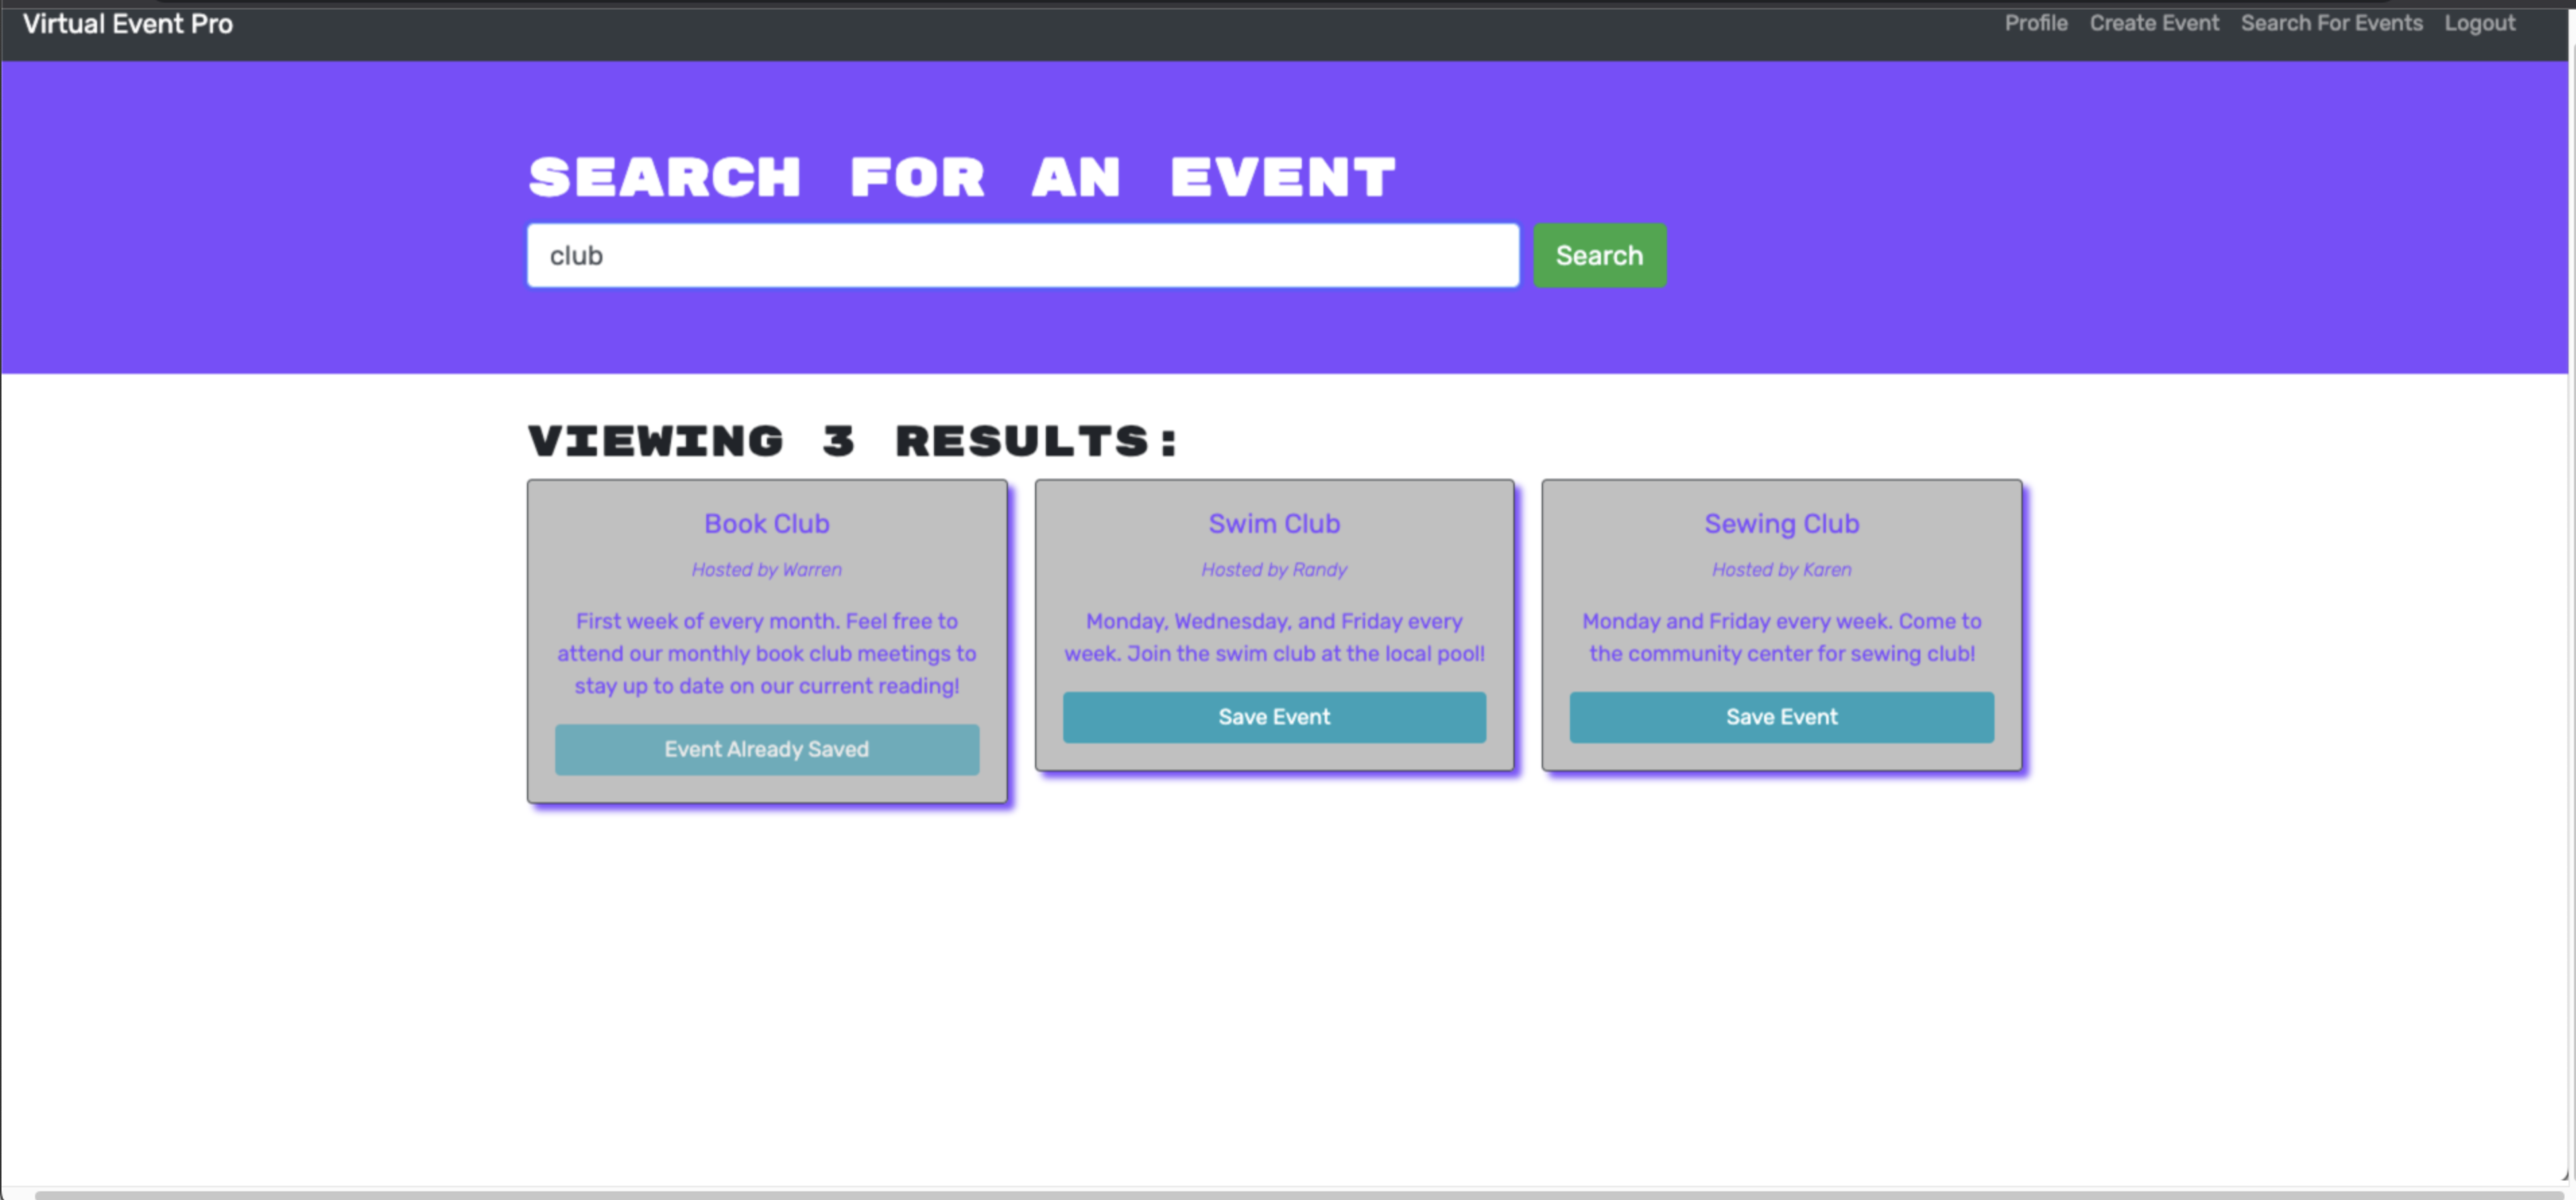 Virtual Event Pro
Profile Create Event Search For Events Logout
SEARCH FOR AN EVENT
club
Search
VIEWING 3 RESULTS:
Book Club
Hosted by Warren
First week of every month. Feel free to
attend our monthly book club meetings to
stay up to date on our current reading!
Event Already Saved
Swim Club
Hosted by Randy
Monday, Wednesday, and Friday every
week. Join the swim club at the local pool!
Save Event
Sewing Club
Hosted by Karen
Monday and Friday every week. Come to
the community center for sewing club!
Save Event